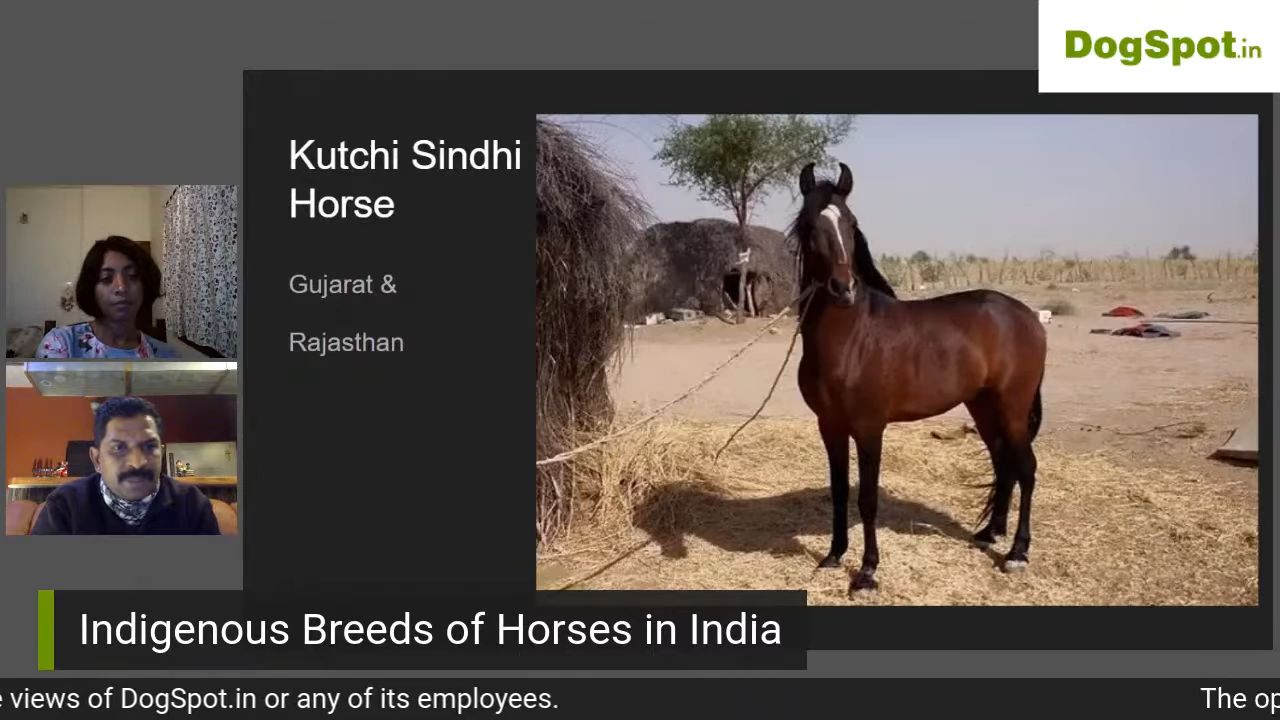 DogSpot.in
Kutchi Sindhi
Horse
Gujarat &
Rajasthan
Indigenous Breeds of Horses in India
views of DogSpot.in or any of its employees.
The